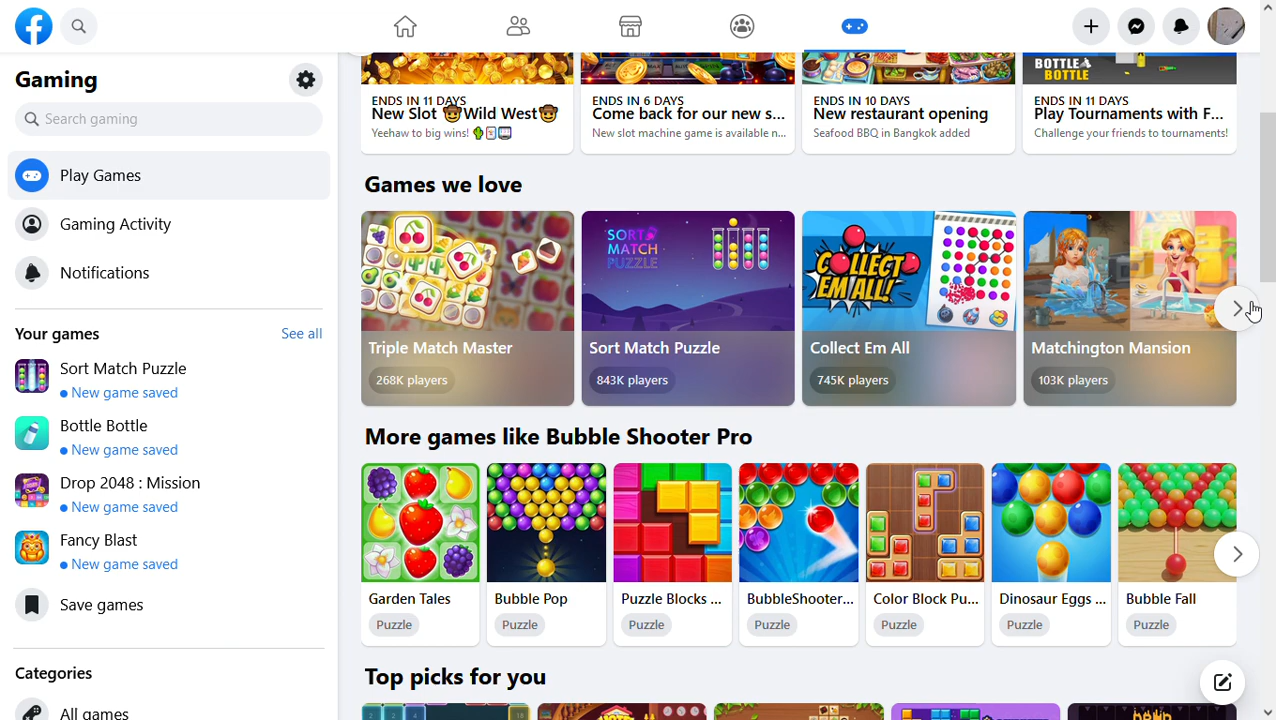 Gaming
Search gaming
Play Games
Gaming Activity
Notifications
Your games
See all
Sort Match Puzzle
New game saved
Bottle Bottle
New game saved
Drop 2048 : Mission
New game saved
Fancy Blast
New game saved
Save games
Categories
All games
BOTTLE
BOTTLE
ENDS IN 11 DAYS
New Slot 🤠Wild West🤠
Yeehaw to big wins! 🌵🃏🎰
ENDS IN 6 DAYS
Come back for our new s...
New slot machine game is available n...
ENDS IN 10 DAYS
New restaurant opening
Seafood BBQ in Bangkok added
ENDS IN 11 DAYS
Play Tournaments with F...
Challenge your friends to tournaments!
Games we love
Triple Match Master
268K players
SORT
MATCH
PUZZLE
Sort Match Puzzle
843K players
COLLECT
EM ALL!
Collect Em All
745K players
Matchington Mansion
103K players
More games like Bubble Shooter Pro
Garden Tales
Puzzle
Bubble Pop
Puzzle
Puzzle Blocks ...
Puzzle
BubbleShooter...
Puzzle
Color Block Pu...
Puzzle
Dinosaur Eggs ...
Puzzle
Bubble Fall
Puzzle
Top picks for you